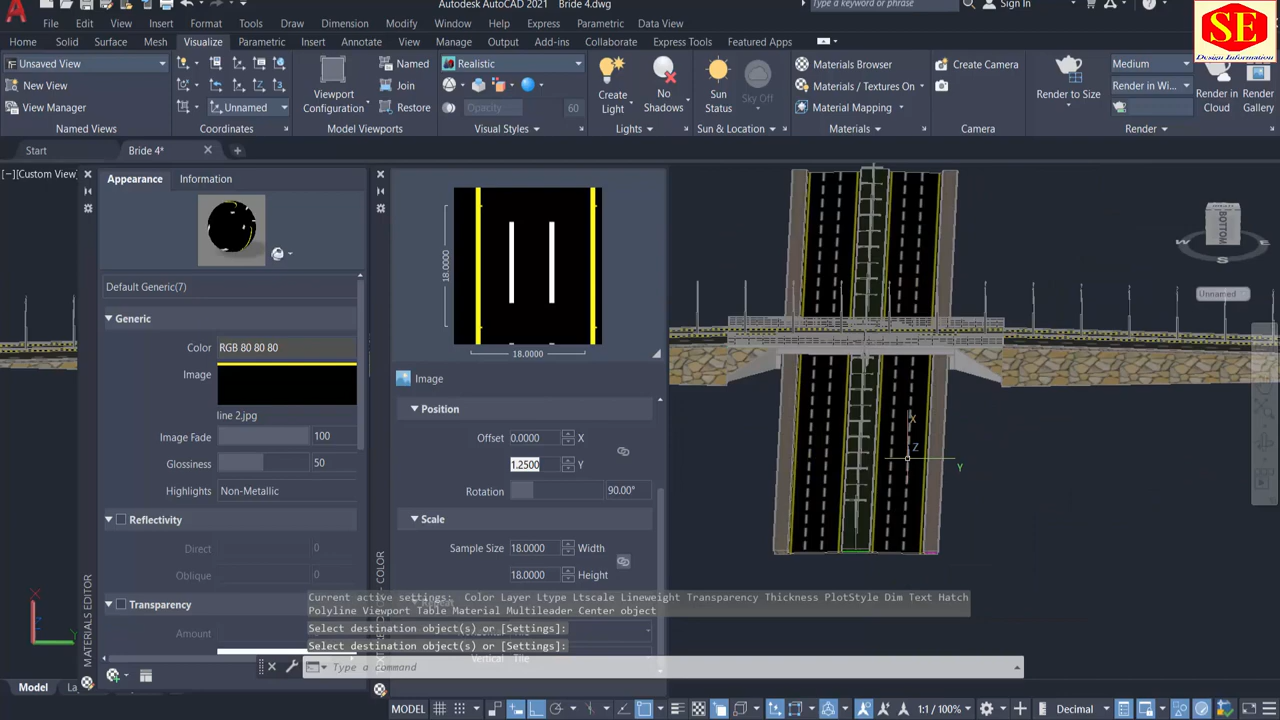 Autodesk AutoCAD 2021 Bride 4.dwg
Type a keyword or phrase
Sign In
File Edit View Insert Format Tools Draw Dimension Modify Window Help Express Parametric Data View
SE
Design Information
Home Solid Surface Mesh Visualize Parametric Insert Annotate View Manage Output Add-ins Collaborate Express Tools Featured Apps
Unsaved View
New View
View Manager
Named Views
Unnamed
Coordinates
Viewport
Configuration
Named
Join
Restore
Model Viewports
Realistic
Opacity 60
Visual Styles
Create
Light
No
Shadows
Lights
Sun
Status
Sky Off
Sun & Location
Materials Browser
Materials / Textures On
Material Mapping
Materials
Create Camera
Camera
Render to Size
Medium
Render in Wi...
Render
Render in
Cloud
Render
Gallery
Start Bride 4*
[−][Custom View]
Appearance Information
Default Generic(7)
Generic
Color RGB 80 80 80
Image
line 2.jpg
Image Fade 100
Glossiness 50
Highlights Non-Metallic
Reflectivity
Direct 0
Oblique 0
Transparency
Amount
MATERIALS EDITOR
18.0000
18.0000
Image
Position
Offset 0.0000 X
1.2500 Y
Rotation 90.00°
Scale
Sample Size 18.0000 Width
18.0000 Height
Tile
COLOR
BOTTOM
W
E
S
Unnamed
X
Z
Y
X
Y
Current active settings: Color Layer Ltype Ltscale Lineweight Transparency Thickness PlotStyle Dim Text Hatch
Polyline Viewport Table Material Multileader Center object
Select destination object(s) or [Settings]:
Select destination object(s) or [Settings]:
Type a command
Model
MODEL
1:1 / 100%
Decimal